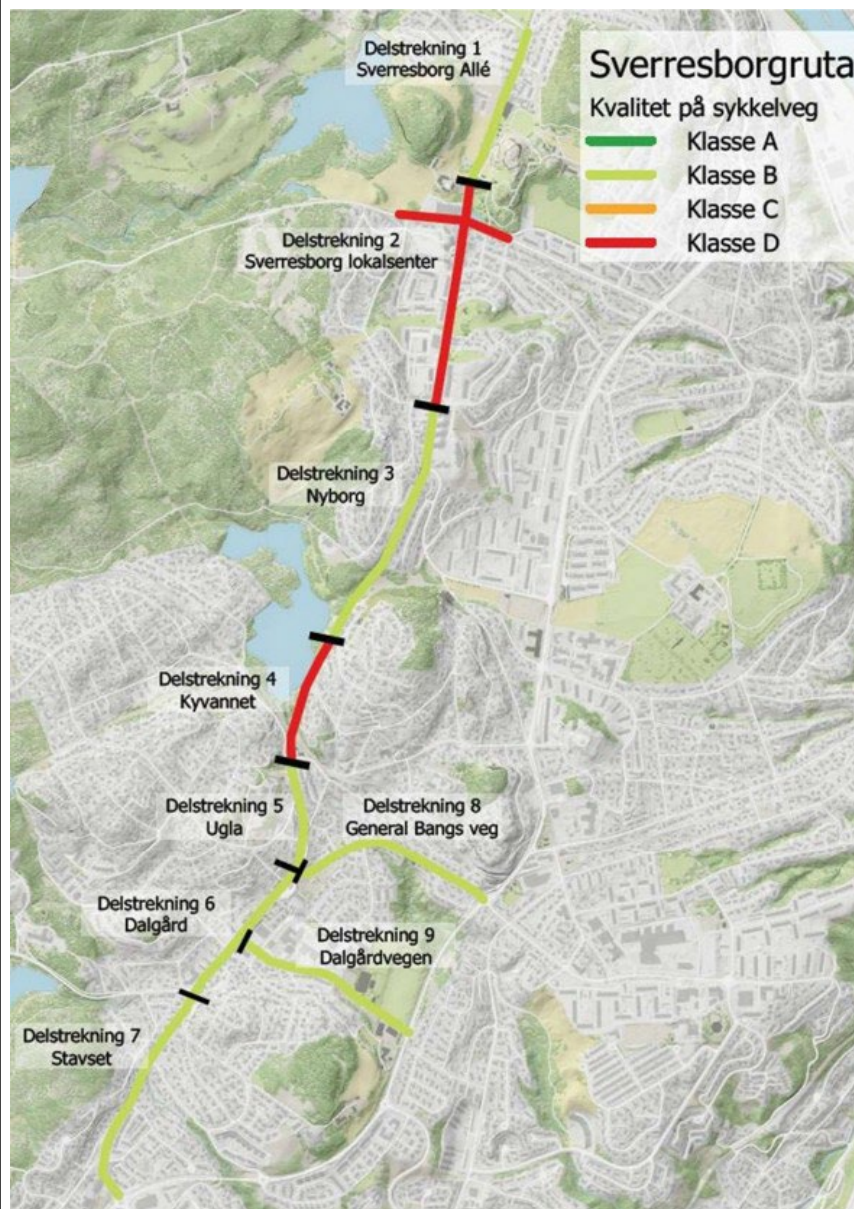 Delstrekning 1
Sverresborg Allé
Sverresborgruta
Kvalitet på sykkelveg
Klasse A
Klasse B
Klasse C
Klasse D
Delstrekning 2
Sverresborg lokalsenter
Delstrekning 3
Nyborg
Delstrekning 4
Kyvannet
Delstrekning 5
Ugla
Delstrekning 8
General Bangs veg
Delstrekning 6
Dalgård
Delstrekning 9
Dalgårdvegen
Delstrekning 7
Stavset